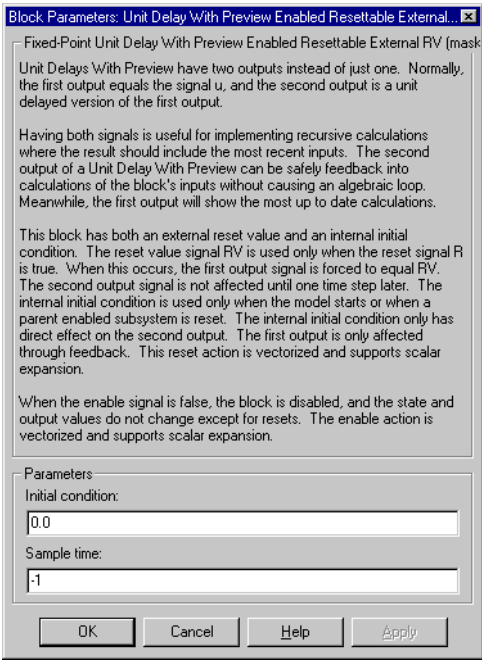 Block Parameters: Unit Delay With Preview Enabled Resettable External...
Fixed-Point Unit Delay With Preview Enabled Resettable External RV (mask
Unit Delays With Preview have two outputs instead of just one. Normally,
the first output equals the signal u, and the second output is a unit
delayed version of the first output.
Having both signals is useful for implementing recursive calculations
where the result should include the most recent inputs. The second
output of a Unit Delay With Preview can be safely feedback into
calculations of the block's inputs without causing an algebraic loop.
Meanwhile, the first output will show the most up to date calculations.
This block has both an external reset value and an internal initial
condition. The reset value signal RV is used only when the reset signal R
is true. When this occurs, the first output signal is forced to equal RV.
The second output signal is not affected until one time step later. The
internal initial condition is used only when the model starts or when a
parent enabled subsystem is reset. The internal initial condition only has
direct effect on the second output. The first output is only affected
through feedback. This reset action is vectorized and supports scalar
expansion.
When the enable signal is false, the block is disabled, and the state and
output values do not change except for resets. The enable action is
vectorized and supports scalar expansion.
Parameters
Initial condition:
0.0
Sample time:
-1
OK Cancel Help Apply